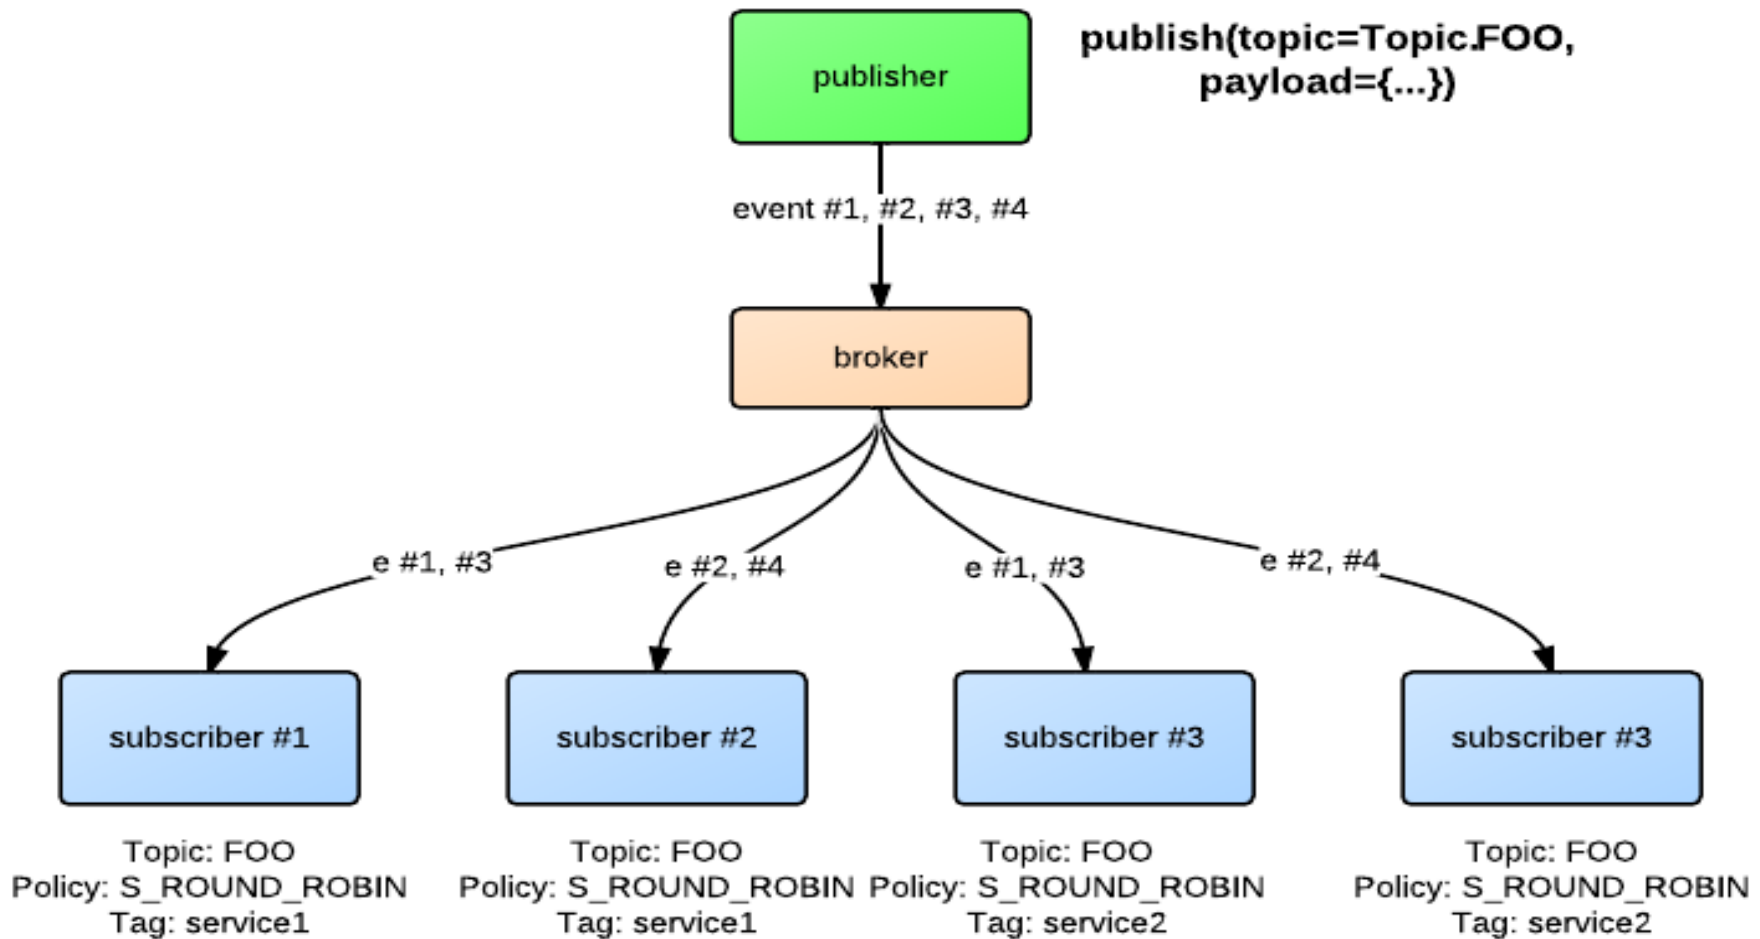 publisher
publish(topic=Topic.FOO,
payload={...})
event #1, #2, #3, #4
broker
e #1, #3
e #2, #4
e #1, #3
e #2, #4
subscriber #1
subscriber #2
subscriber #3
subscriber #3
Topic: FOO
Policy: S_ROUND_ROBIN
Tag: service1
Topic: FOO
Policy: S_ROUND_ROBIN
Tag: service1
Topic: FOO
Policy: S_ROUND_ROBIN
Tag: service2
Topic: FOO
Policy: S_ROUND_ROBIN
Tag: service2